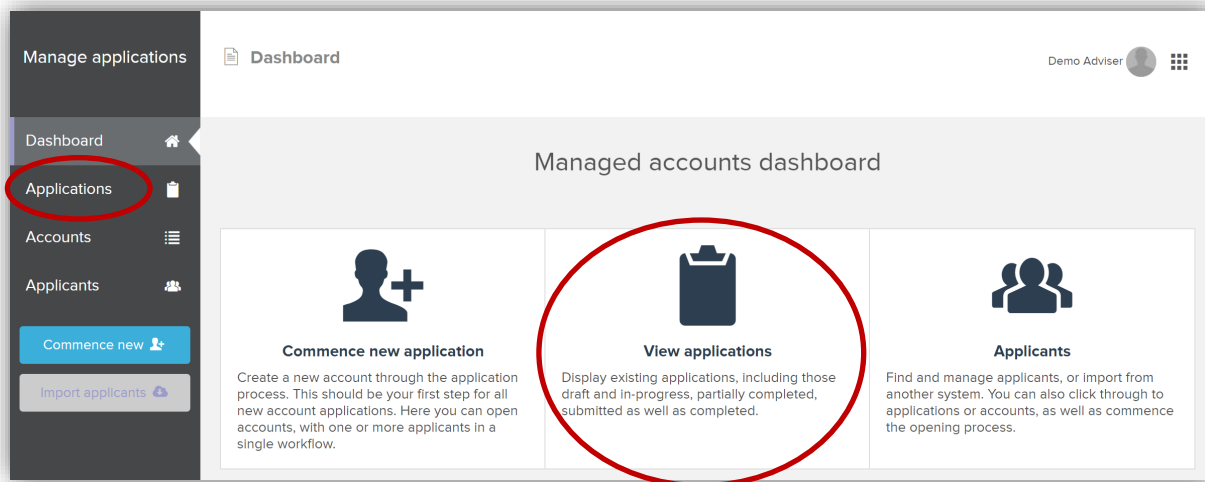 Manage applications
Dashboard
Demo Adviser
Dashboard
Applications
Accounts
Applicants
Commence new
Import applicants
Managed accounts dashboard
Commence new application
Create a new account through the application
process. This should be your first step for all
new account applications. Here you can open
accounts, with one or more applicants in a
single workflow.
View applications
Display existing applications, including those
draft and in-progress, partially completed,
submitted as well as completed.
Applicants
Find and manage applicants, or import from
another system. You can also click through to
applications or accounts, as well as commence
the opening process.